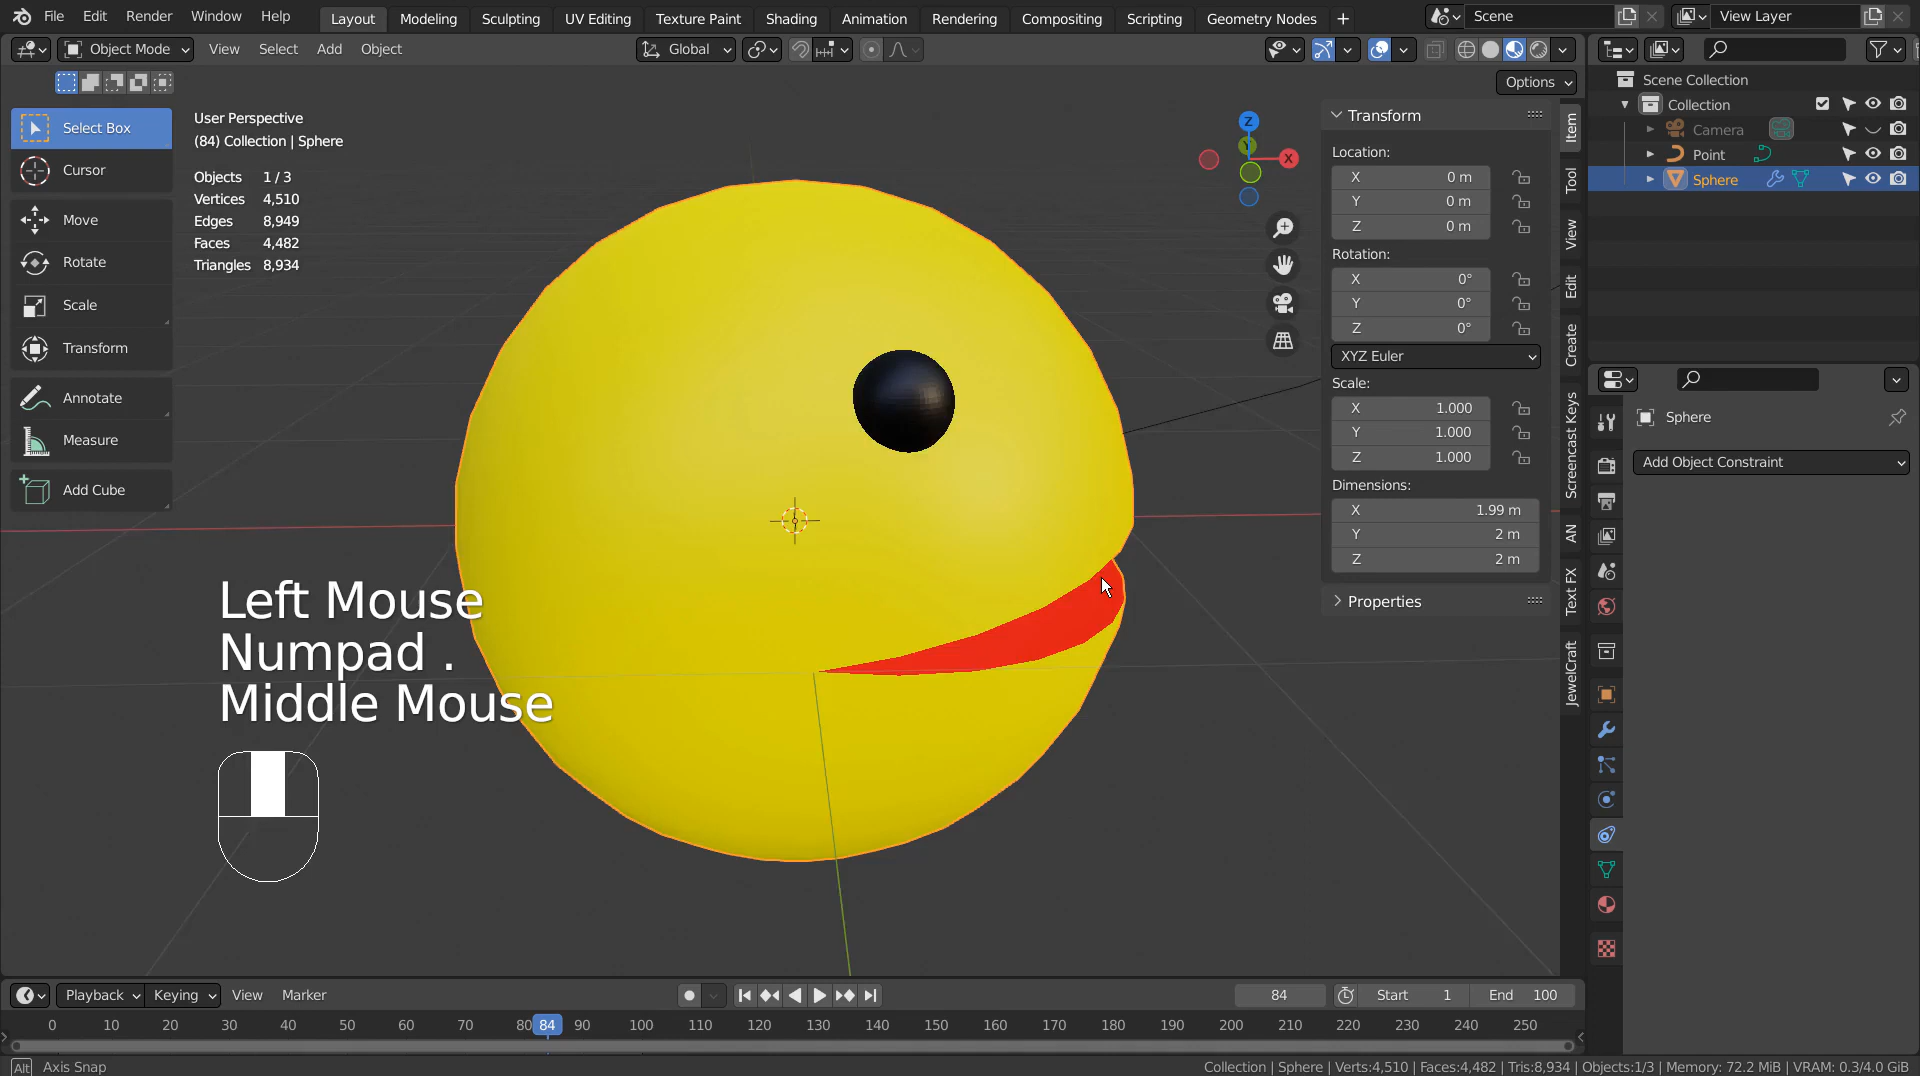 File Edit Render Window Help Layout Modeling Sculpting UV Editing Texture Paint Shading Animation Rendering Compositing Scripting Geometry Nodes + Scene View Layer
Object Mode View Select Add Object Global
Options
Select Box
Cursor
Move
Rotate
Scale
Transform
Annotate
Measure
Add Cube
User Perspective
(84) Collection | Sphere
Objects 1 / 3
Vertices 4,510
Edges 8,949
Faces 4,482
Triangles 8,934
Left Mouse
Numpad .
Middle Mouse
Z
Y
X
Transform
Location:
X 0 m
Y 0 m
Z 0 m
Rotation:
X 0°
Y 0°
Z 0°
XYZ Euler
Scale:
X 1.000
Y 1.000
Z 1.000
Dimensions:
X 1.99 m
Y 2 m
Z 2 m
Properties
Item
Tool
View
Edit
Create
Screencast Keys
AN
Text FX
JewelCraft
Scene Collection
Collection
Camera
Point
Sphere
Sphere
Add Object Constraint
Playback Keying View Marker 84 Start 1 End 100
0 10 20 30 40 50 60 70 80 84 90 100 110 120 130 140 150 160 170 180 190 200 210 220 230 240 250
Alt Axis Snap Collection | Sphere | Verts:4,510 | Faces:4,482 | Tris:8,934 | Objects:1/3 | Memory: 72.2 MiB | VRAM: 0.3/4.0 GiB